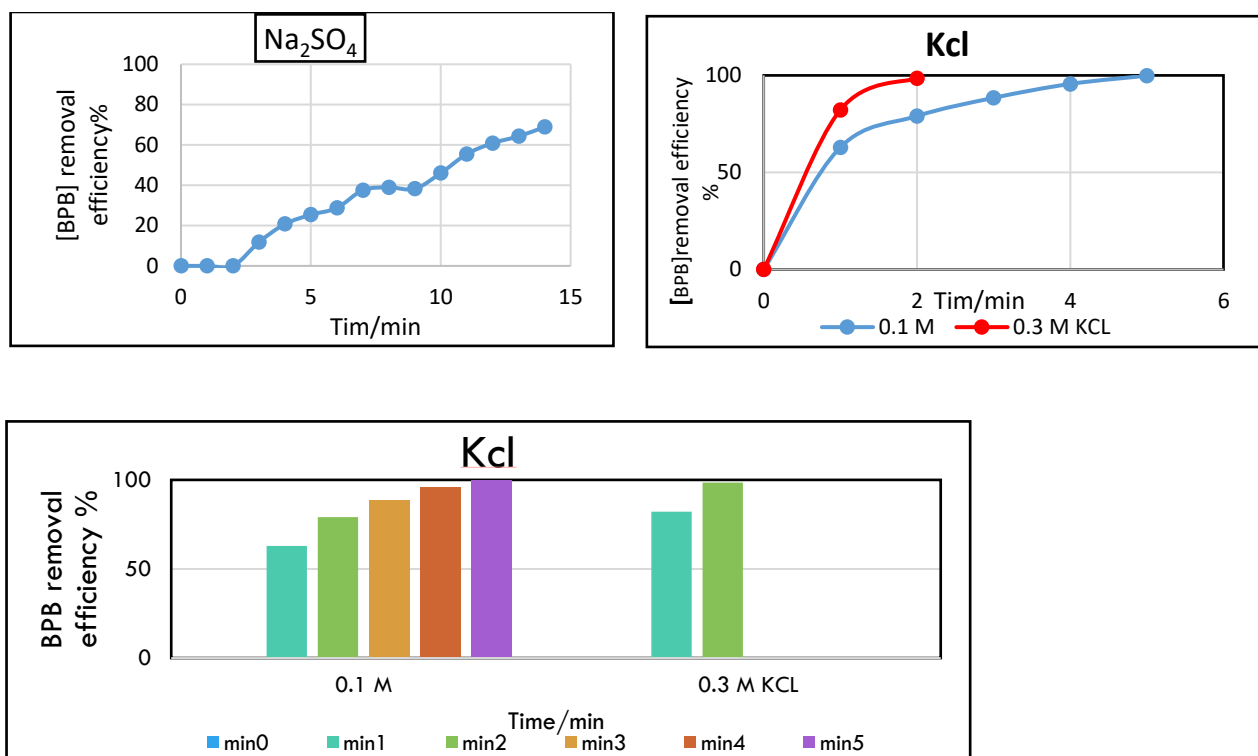 Na₂SO₄
[BPB] removal
efficiency%
100
80
60
40
20
0
0 5 10 15
Tim/min
Kcl
[BPB]removal efficiency
%
100
50
0
0 2 4 6
Tim/min
0.1 M 0.3 M KCL
Kcl
BPB removal
efficiency %
100
50
0
0.1 M 0.3 M KCL
Time/min
min0 min1 min2 min3 min4 min5